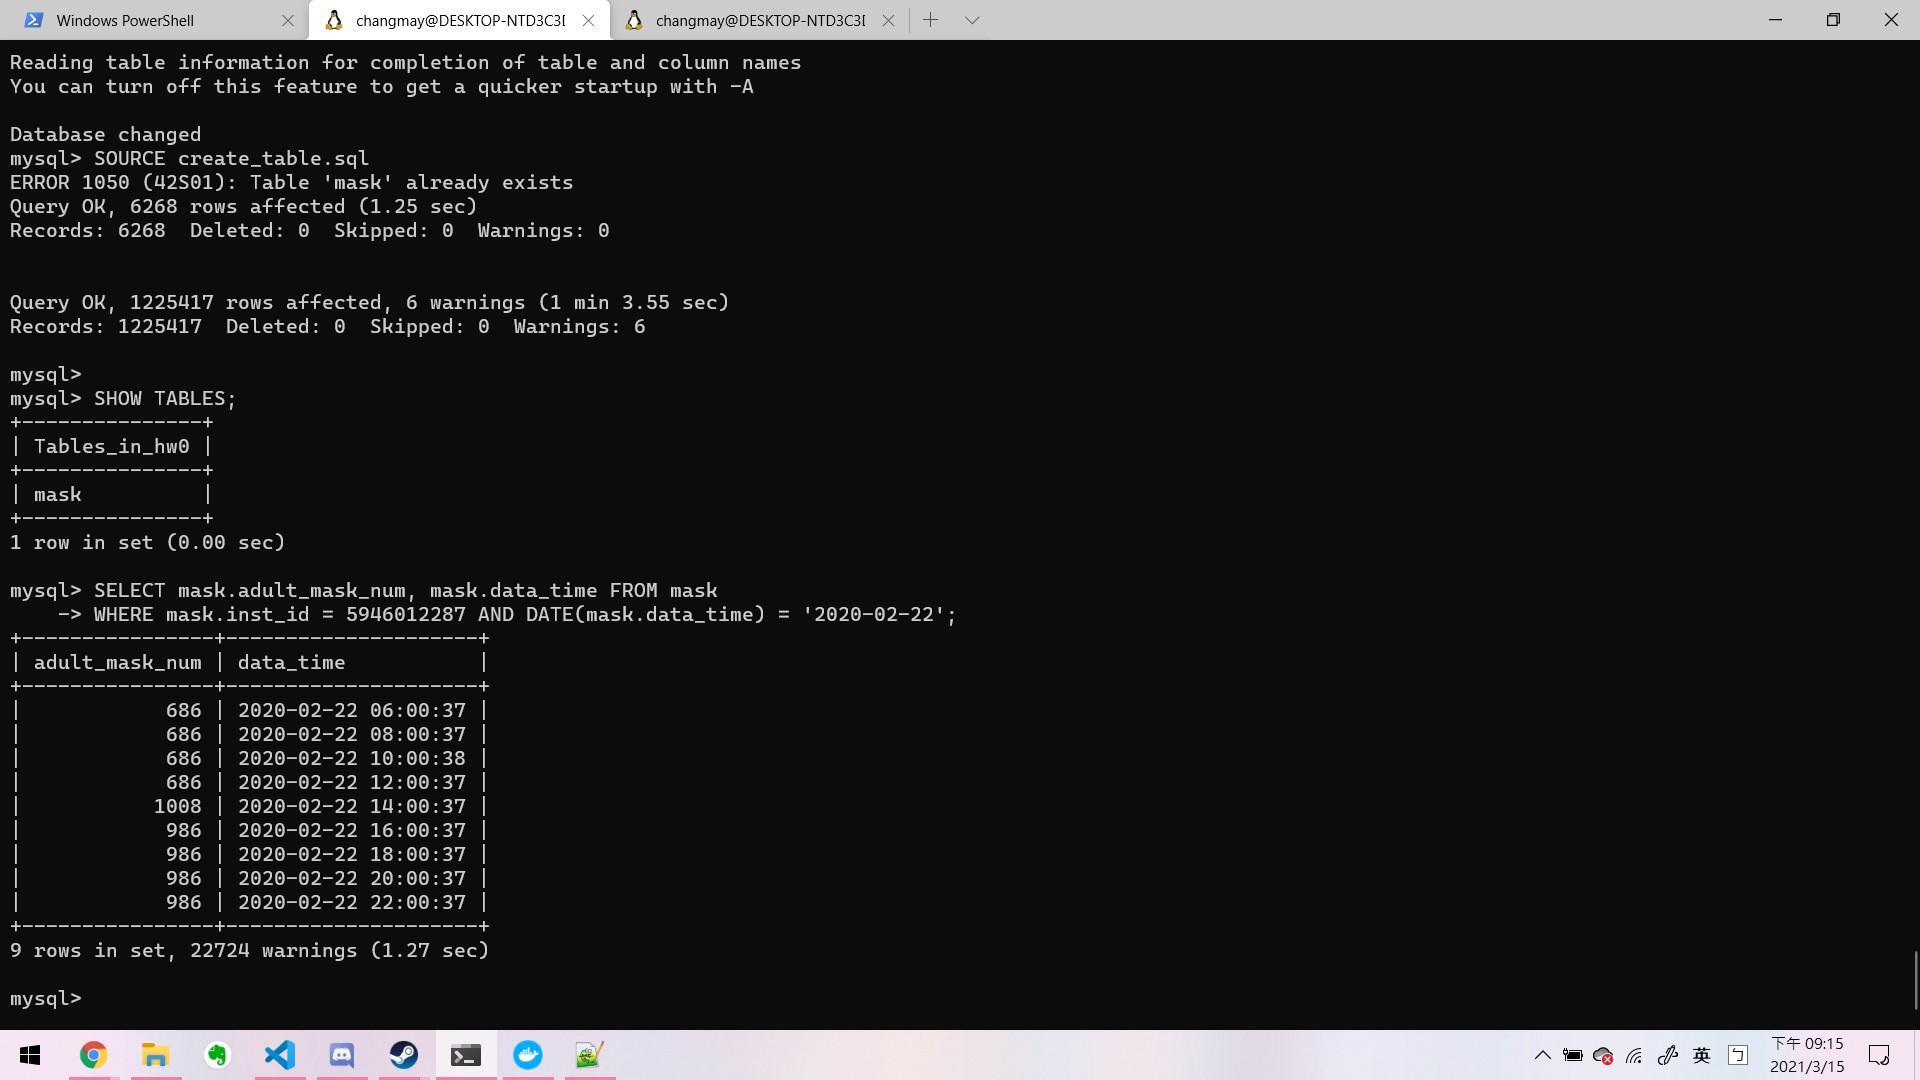 Windows PowerShell
changmay@DESKTOP-NTD3C3I
changmay@DESKTOP-NTD3C3I
Reading table information for completion of table and column names
You can turn off this feature to get a quicker startup with -A
Database changed
mysql> SOURCE create_table.sql
ERROR 1050 (42S01): Table 'mask' already exists
Query OK, 6268 rows affected (1.25 sec)
Records: 6268  Deleted: 0  Skipped: 0  Warnings: 0
Query OK, 1225417 rows affected, 6 warnings (1 min 3.55 sec)
Records: 1225417  Deleted: 0  Skipped: 0  Warnings: 6
mysql>
mysql> SHOW TABLES;
+---------------+
| Tables_in_hw0 |
+---------------+
| mask          |
+---------------+
1 row in set (0.00 sec)
mysql> SELECT mask.adult_mask_num, mask.data_time FROM mask
    -> WHERE mask.inst_id = 5946012287 AND DATE(mask.data_time) = '2020-02-22';
+----------------+---------------------+
| adult_mask_num | data_time           |
+----------------+---------------------+
|            686 | 2020-02-22 06:00:37 |
|            686 | 2020-02-22 08:00:37 |
|            686 | 2020-02-22 10:00:38 |
|            686 | 2020-02-22 12:00:37 |
|           1008 | 2020-02-22 14:00:37 |
|            986 | 2020-02-22 16:00:37 |
|            986 | 2020-02-22 18:00:37 |
|            986 | 2020-02-22 20:00:37 |
|            986 | 2020-02-22 22:00:37 |
+----------------+---------------------+
9 rows in set, 22724 warnings (1.27 sec)
mysql>
英
ㄅ
下午 09:15
2021/3/15